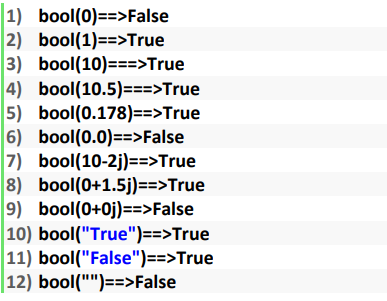 1) bool(0)==>False
2) bool(1)==>True
3) bool(10)===>True
4) bool(10.5)===>True
5) bool(0.178)==>True
6) bool(0.0)==>False
7) bool(10-2j)==>True
8) bool(0+1.5j)==>True
9) bool(0+0j)==>False
10) bool("True")==>True
11) bool("False")==>True
12) bool("")==>False